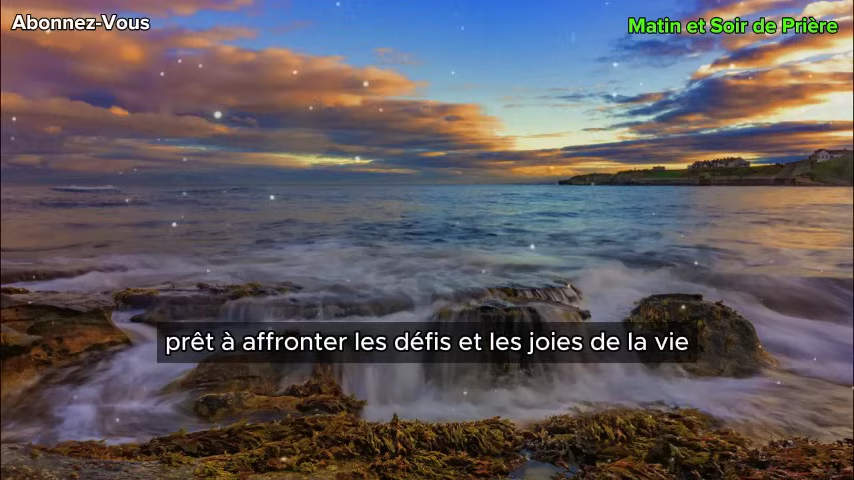 Abonnez-Vous
Matin et Soir de Prière
prêt à affronter les défis et les joies de la vie